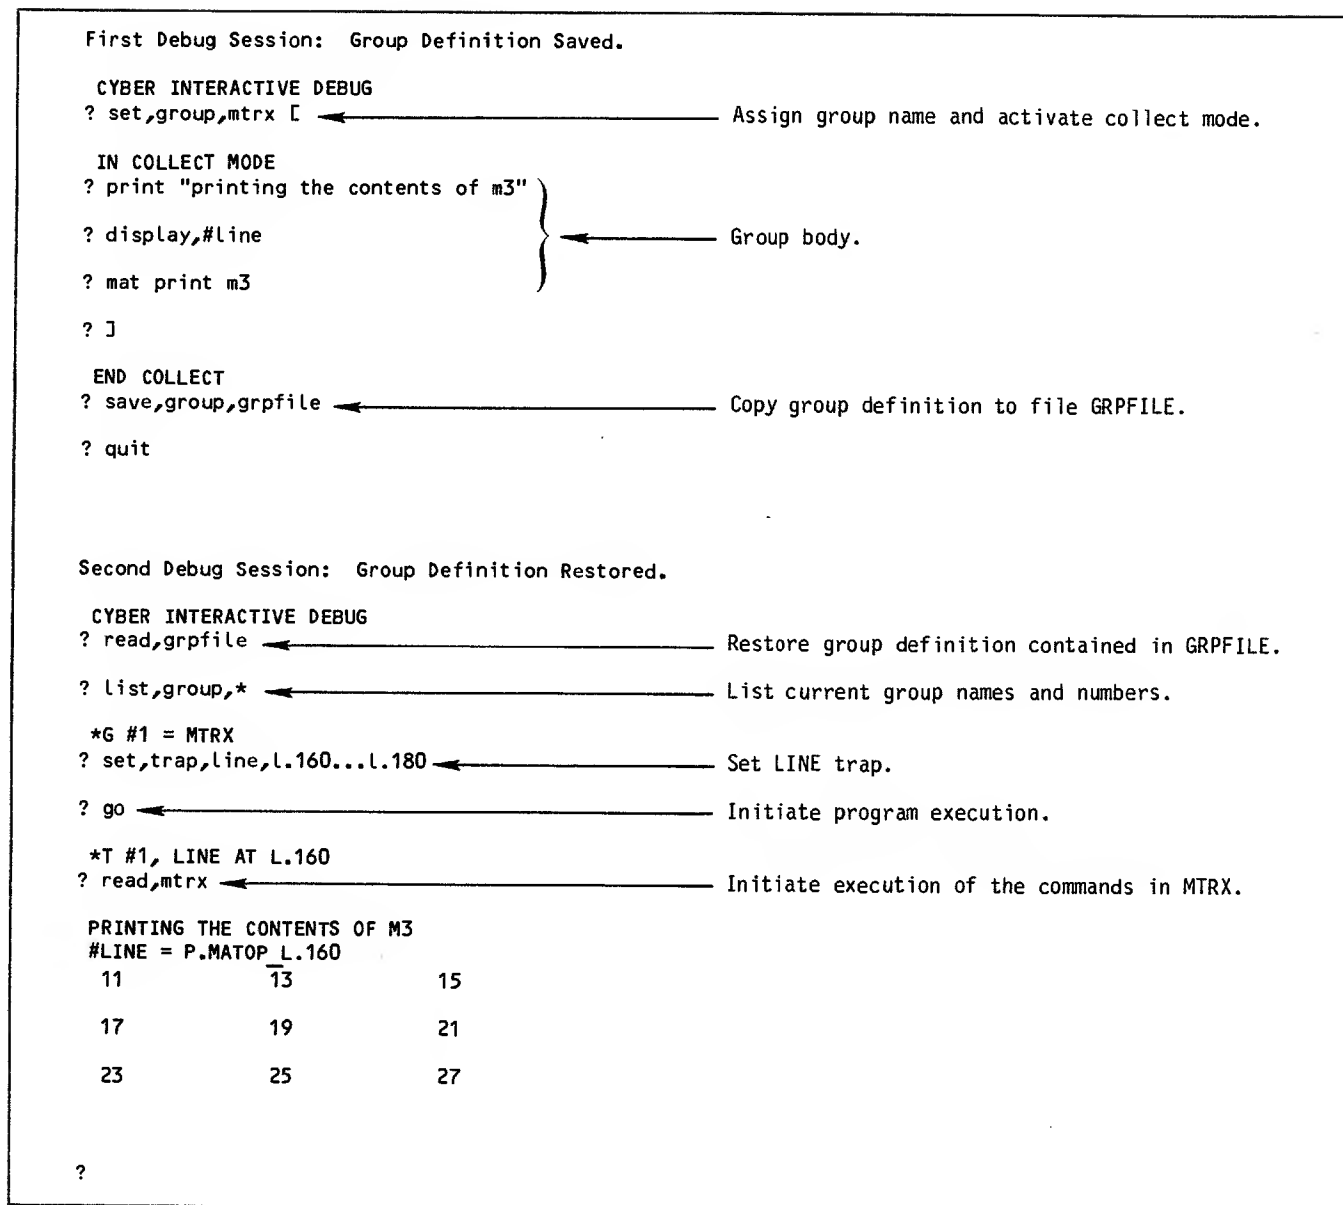 First Debug Session: Group Definition Saved.
CYBER INTERACTIVE DEBUG
? set,group,mtrx [ Assign group name and activate collect mode.
IN COLLECT MODE
? print "printing the contents of m3"
? display,#line Group body.
? mat print m3
? ]
END COLLECT
? save,group,grpfile Copy group definition to file GRPFILE.
? quit
Second Debug Session: Group Definition Restored.
CYBER INTERACTIVE DEBUG
? read,grpfile Restore group definition contained in GRPFILE.
? list,group,* List current group names and numbers.
*G #1 = MTRX
? set,trap,line,l.160...l.180 Set LINE trap.
? go Initiate program execution.
*T #1, LINE AT L.160
? read,mtrx Initiate execution of the commands in MTRX.
PRINTING THE CONTENTS OF M3
#LINE = P.MATOP_L.160
11 13 15
17 19 21
23 25 27
?